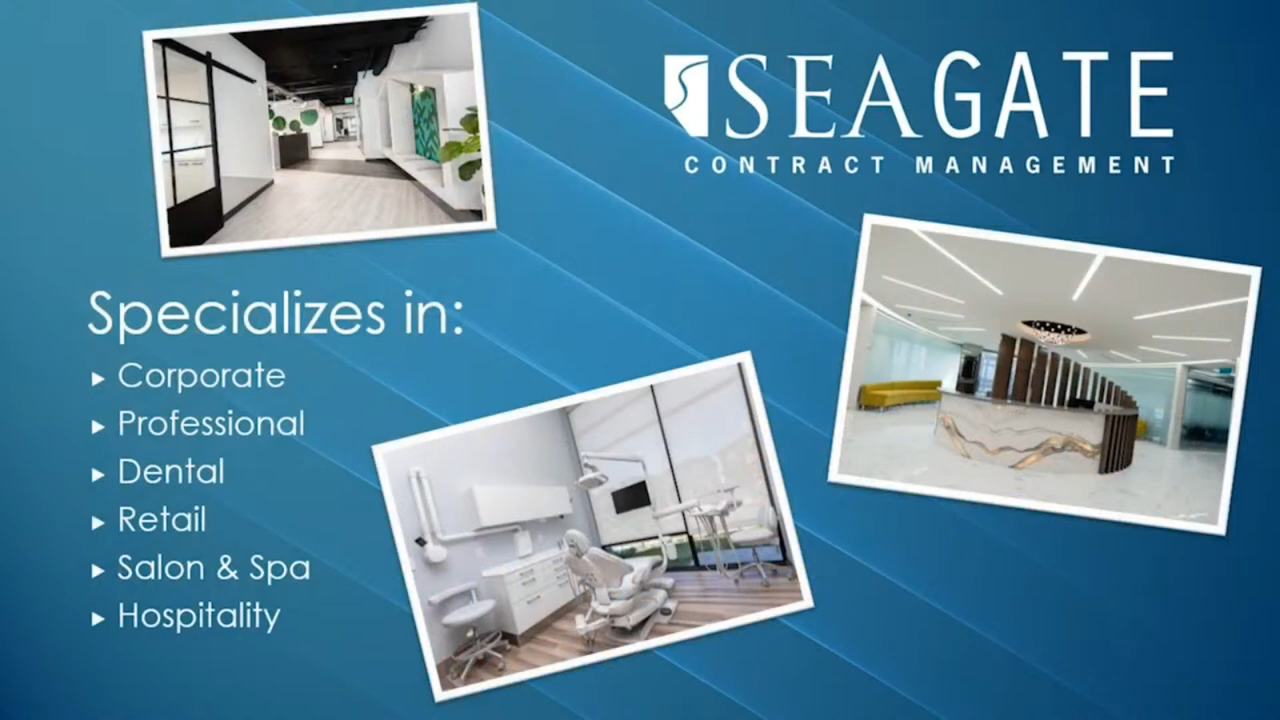 SEAGATE
CONTRACT MANAGEMENT
Specializes in:
▸ Corporate
▸ Professional
▸ Dental
▸ Retail
▸ Salon & Spa
▸ Hospitality